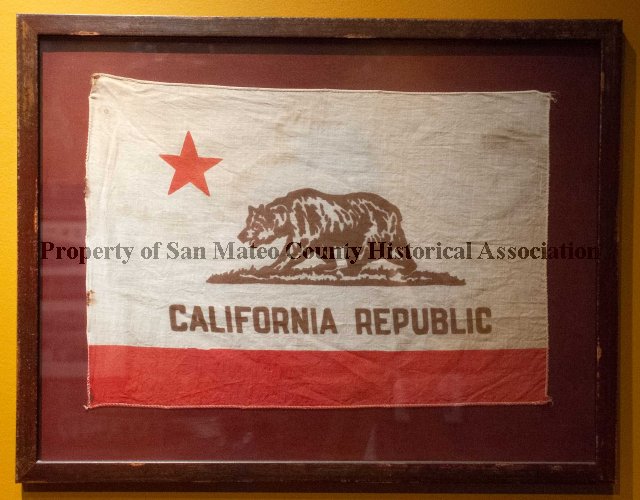 Property of San Mateo County Historical Association
CALIFORNIA REPUBLIC